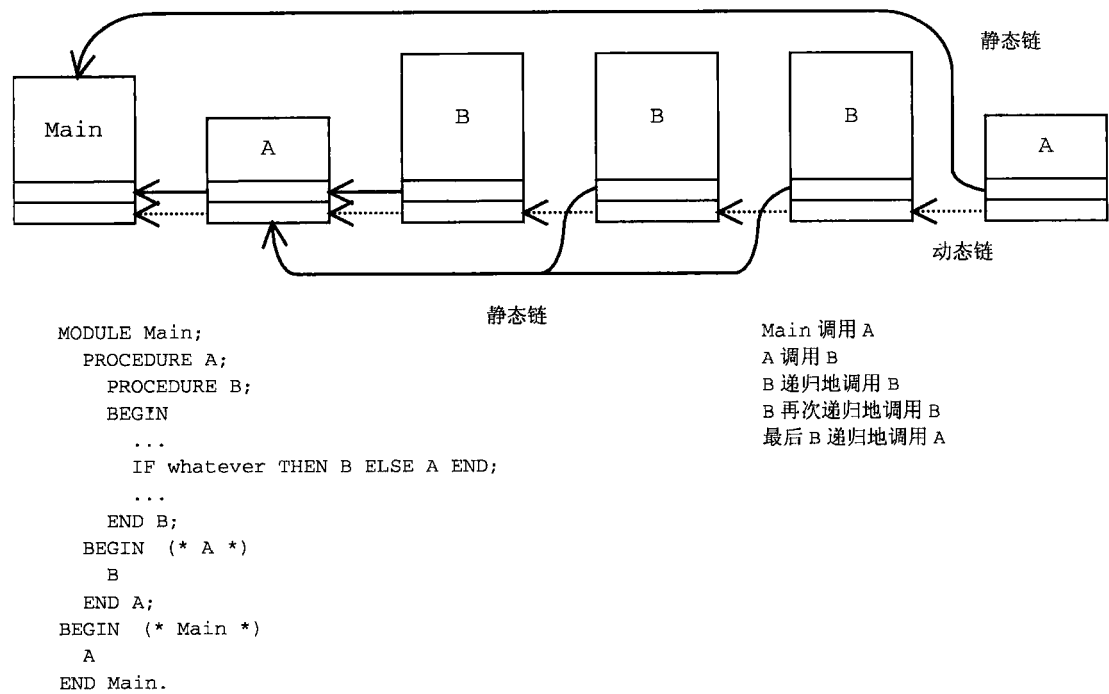 静态链
Main
A
B
B
B
A
动态链
静态链
MODULE Main;
PROCEDURE A;
PROCEDURE B;
BEGIN
...
IF whatever THEN B ELSE A END;
...
END B;
BEGIN (* A *)
B
END A;
BEGIN (* Main *)
A
END Main.
Main 调用 A
A 调用 B
B 递归地调用 B
B 再次递归地调用 B
最后 B 递归地调用 A